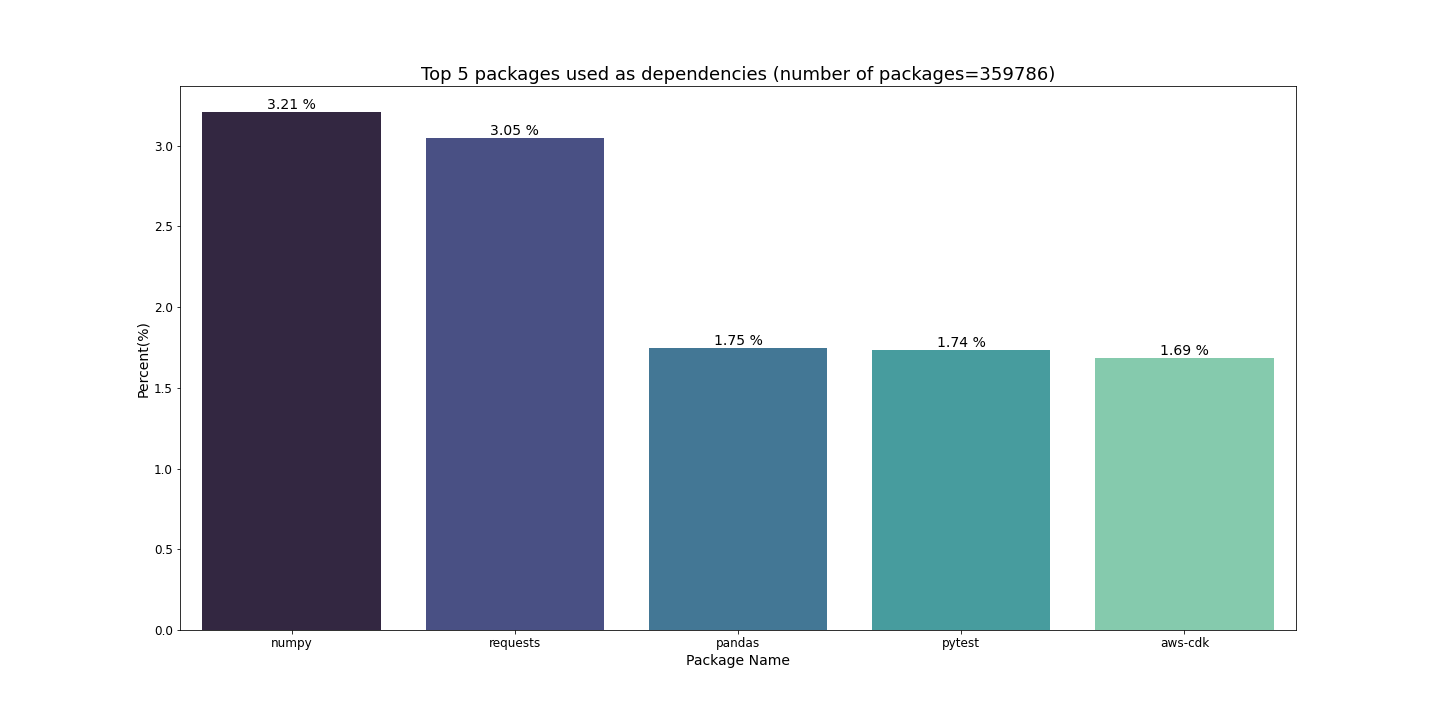 Top 5 packages used as dependencies (number of packages=359786)
3.21 %
3.05 %
1.75 %
1.74 %
1.69 %
3.0
2.5
2.0
1.5
1.0
0.5
0.0
Percent(%)
numpy
requests
pandas
pytest
aws-cdk
Package Name